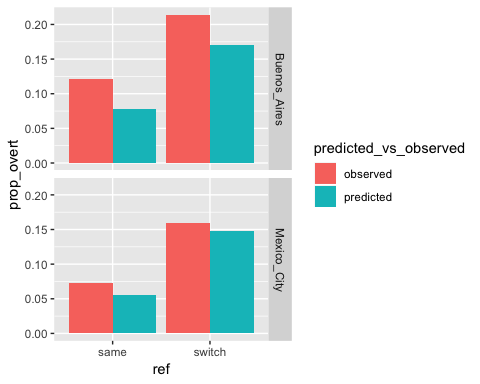 prop_overt
0.20
0.15
0.10
0.05
0.00
Buenos_Aires
0.20
0.15
0.10
0.05
0.00
Mexico_City
same
switch
ref
predicted_vs_observed
observed
predicted